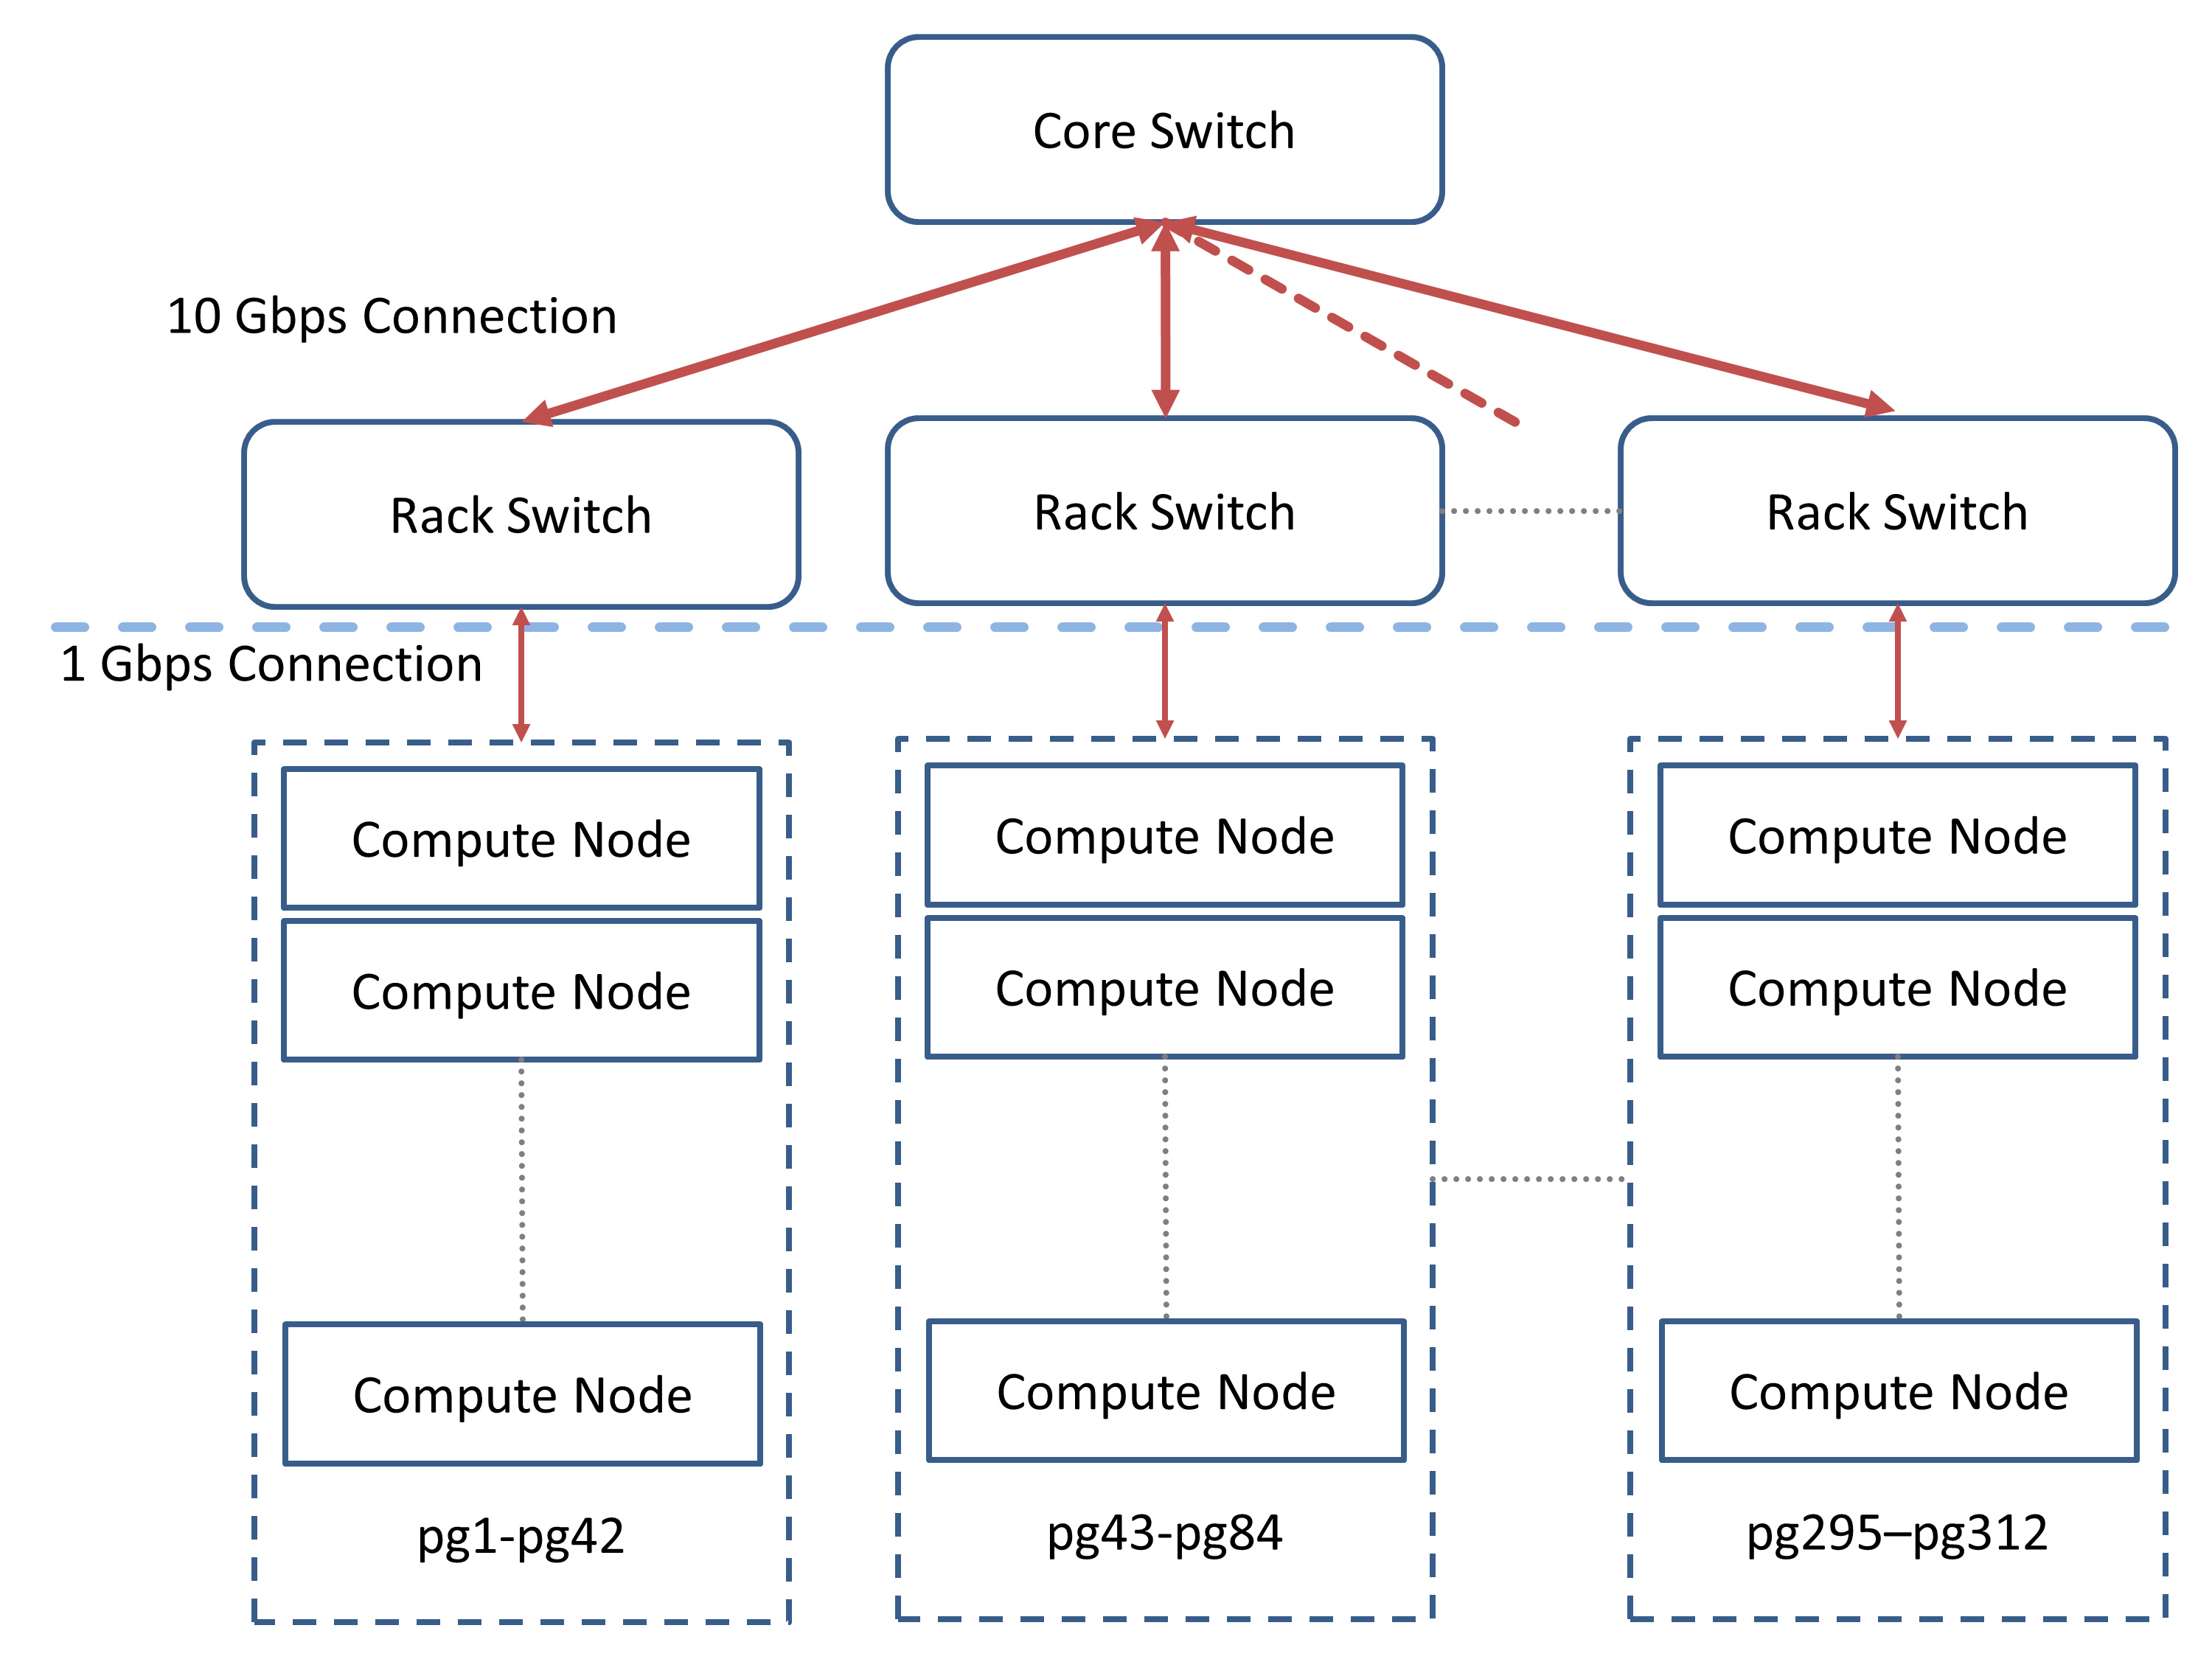 Core Switch
10 Gbps Connection
Rack Switch
Rack Switch
Rack Switch
1 Gbps Connection
Compute Node
Compute Node
Compute Node
Compute Node
Compute Node
Compute Node
Compute Node
Compute Node
Compute Node
pg1-pg42
pg43-pg84
pg295–pg312